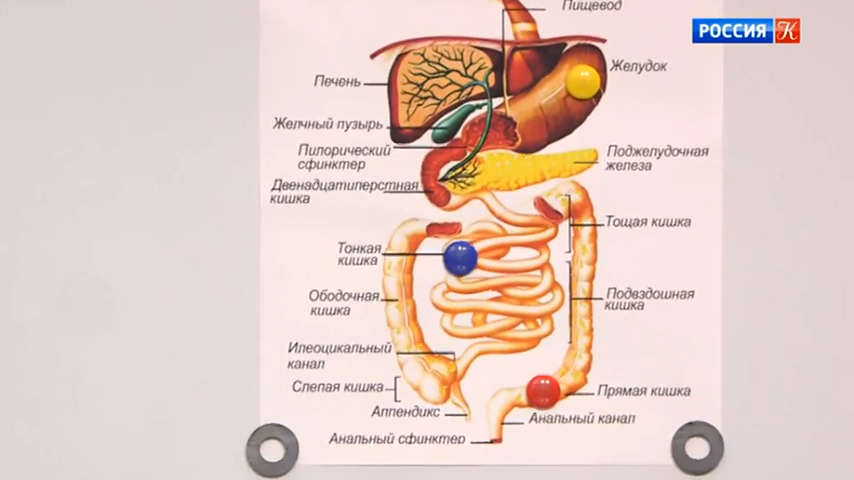 Пищевод
РОССИЯ К
Желудок
Печень
Желчный пузырь
Пилорический
сфинктер
Поджелудочная
железа
Двенадцатиперстная
кишка
Тощая кишка
Тонкая
кишка
Ободочная
кишка
Подвздошная
кишка
Илеоцикальный
канал
Слепая кишка
Прямая кишка
Аппендикс
Анальный канал
Анальный сфинктер